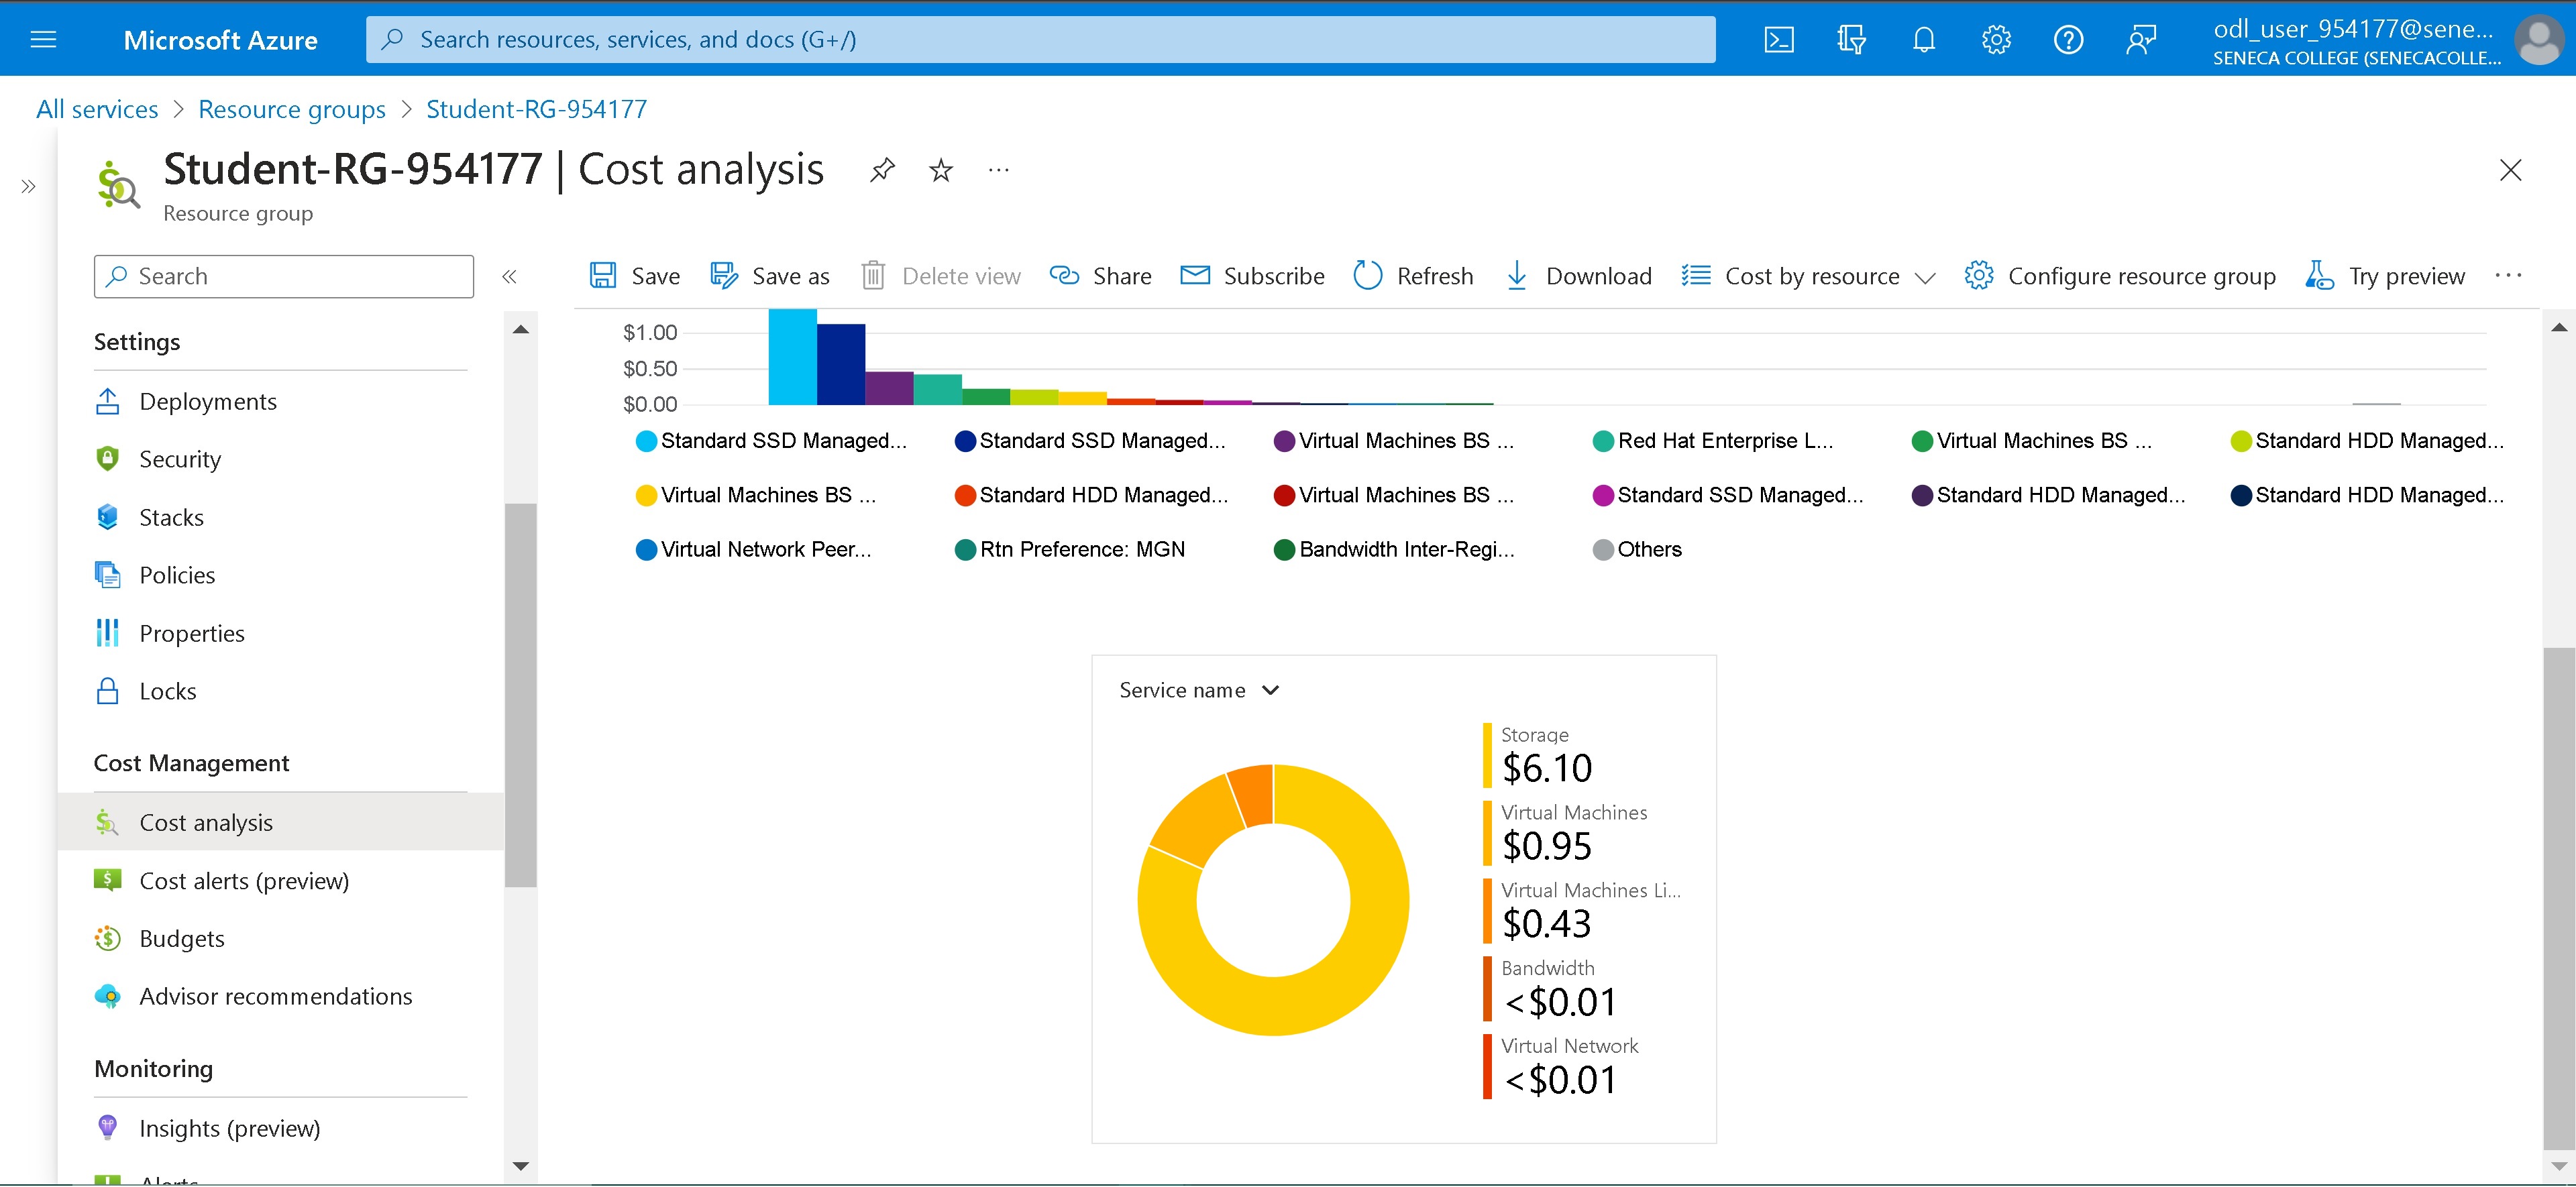 Microsoft Azure
Search resources, services, and docs (G+/)
odl_user_954177@sene...
SENECA COLLEGE (SENECACOLLE...
All services > Resource groups > Student-RG-954177
Student-RG-954177 | Cost analysis
Resource group
Search
Save
Save as
Delete view
Share
Subscribe
Refresh
Download
Cost by resource
Configure resource group
Try preview
Settings
Deployments
Security
Stacks
Policies
Properties
Locks
Cost Management
Cost analysis
Cost alerts (preview)
Budgets
Advisor recommendations
Monitoring
Insights (preview)
Alerts
$1.00
$0.50
$0.00
Standard SSD Managed...
Standard SSD Managed...
Virtual Machines BS ...
Red Hat Enterprise L...
Virtual Machines BS ...
Standard HDD Managed...
Virtual Machines BS ...
Standard HDD Managed...
Virtual Machines BS ...
Standard SSD Managed...
Standard HDD Managed...
Standard HDD Managed...
Virtual Network Peer...
Rtn Preference: MGN
Bandwidth Inter-Regi...
Others
Service name
Storage
$6.10
Virtual Machines
$0.95
Virtual Machines Li...
$0.43
Bandwidth
<$0.01
Virtual Network
<$0.01